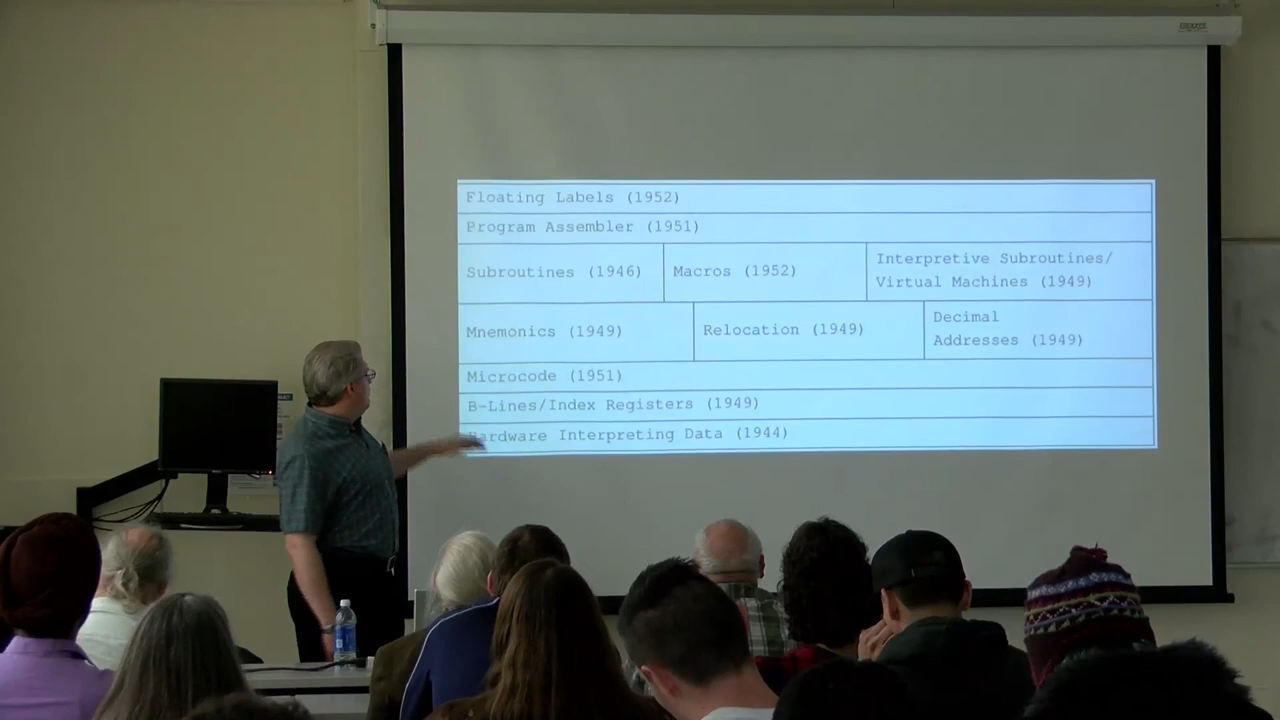 Floating Labels (1952)
Program Assembler (1951)
Subroutines (1946)
Macros (1952)
Interpretive Subroutines/
Virtual Machines (1949)
Mnemonics (1949)
Relocation (1949)
Decimal
Addresses (1949)
Microcode (1951)
B-Lines/Index Registers (1949)
Hardware Interpreting Data (1944)